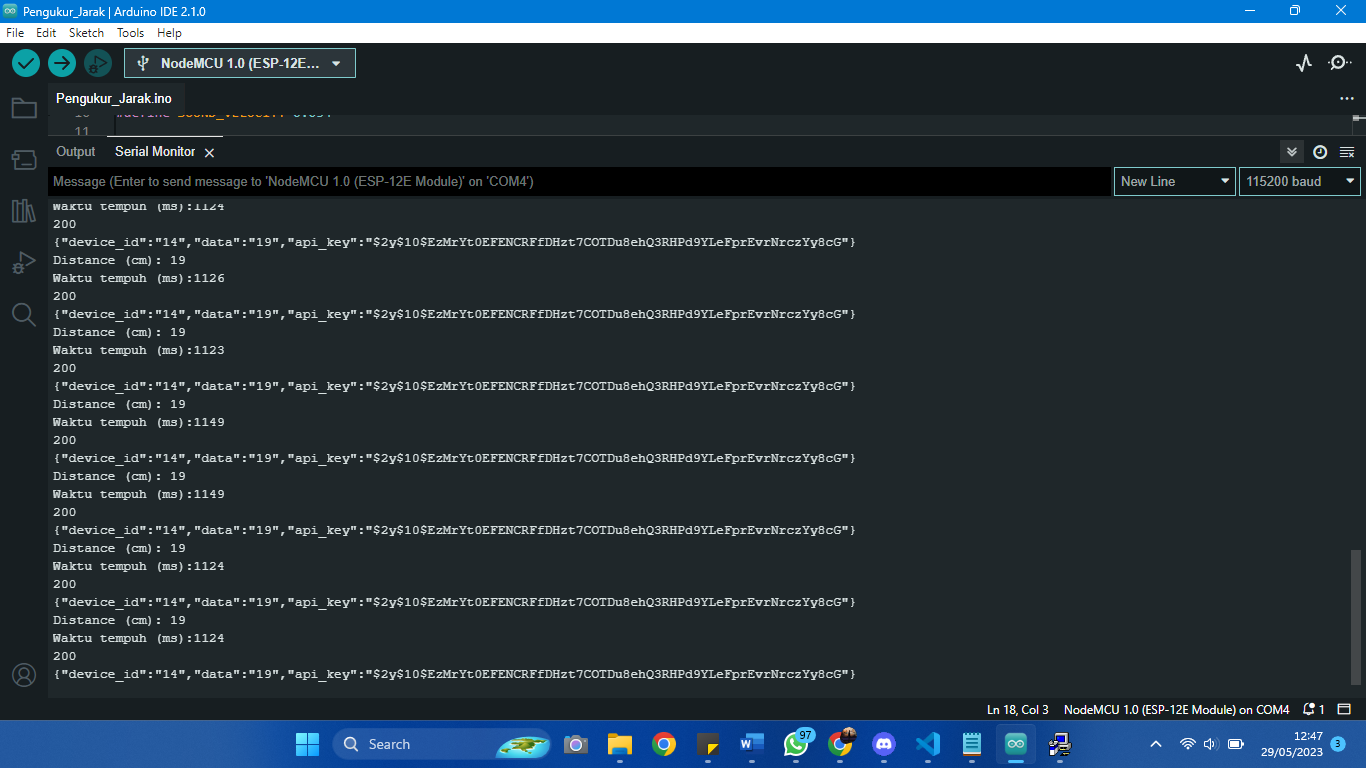 Pengukur_Jarak | Arduino IDE 2.1.0
File Edit Sketch Tools Help
NodeMCU 1.0 (ESP-12E...
Pengukur_Jarak.ino
11
Output Serial Monitor
Message (Enter to send message to 'NodeMCU 1.0 (ESP-12E Module)' on 'COM4')
New Line
115200 baud
Waktu tempuh (ms):1124
200
{"device_id":"14","data":"19","api_key":"$2y$10$EzMrYt0EFENCRFfDHzt7COTDu8ehQ3RHPd9YLeFprEvrNrczYy8cG"}
Distance (cm): 19
Waktu tempuh (ms):1126
200
{"device_id":"14","data":"19","api_key":"$2y$10$EzMrYt0EFENCRFfDHzt7COTDu8ehQ3RHPd9YLeFprEvrNrczYy8cG"}
Distance (cm): 19
Waktu tempuh (ms):1123
200
{"device_id":"14","data":"19","api_key":"$2y$10$EzMrYt0EFENCRFfDHzt7COTDu8ehQ3RHPd9YLeFprEvrNrczYy8cG"}
Distance (cm): 19
Waktu tempuh (ms):1149
200
{"device_id":"14","data":"19","api_key":"$2y$10$EzMrYt0EFENCRFfDHzt7COTDu8ehQ3RHPd9YLeFprEvrNrczYy8cG"}
Distance (cm): 19
Waktu tempuh (ms):1149
200
{"device_id":"14","data":"19","api_key":"$2y$10$EzMrYt0EFENCRFfDHzt7COTDu8ehQ3RHPd9YLeFprEvrNrczYy8cG"}
Distance (cm): 19
Waktu tempuh (ms):1124
200
{"device_id":"14","data":"19","api_key":"$2y$10$EzMrYt0EFENCRFfDHzt7COTDu8ehQ3RHPd9YLeFprEvrNrczYy8cG"}
Distance (cm): 19
Waktu tempuh (ms):1124
200
{"device_id":"14","data":"19","api_key":"$2y$10$EzMrYt0EFENCRFfDHzt7COTDu8ehQ3RHPd9YLeFprEvrNrczYy8cG"}
Ln 18, Col 3 NodeMCU 1.0 (ESP-12E Module) on COM4 1
Search
97
12:47
29/05/2023
3